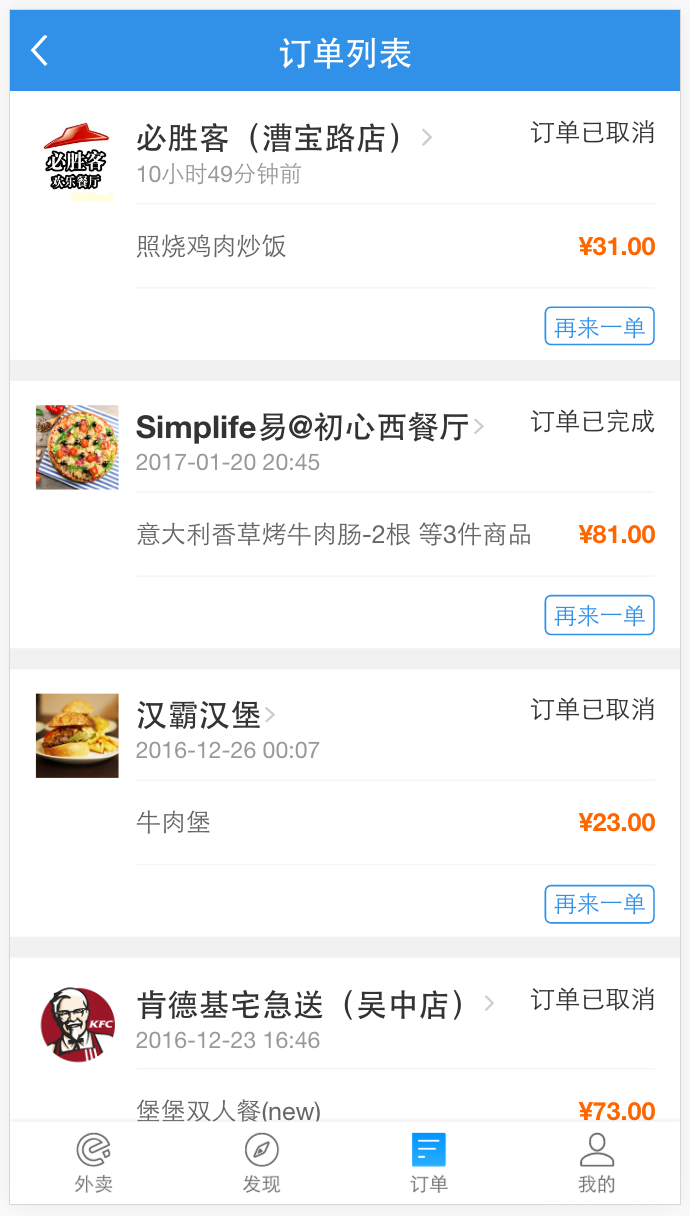 订单列表
必胜客（漕宝路店）
订单已取消
必胜客
欢乐餐厅
10小时49分钟前
照烧鸡肉炒饭
¥31.00
再来一单
Simplife易@初心西餐厅
订单已完成
2017-01-20 20:45
意大利香草烤牛肉肠-2根 等3件商品
¥81.00
再来一单
汉霸汉堡
订单已取消
2016-12-26 00:07
牛肉堡
¥23.00
再来一单
肯德基宅急送（吴中店）
订单已取消
KFC
2016-12-23 16:46
堡堡双人餐(new)
¥73.00
外卖
发现
订单
我的